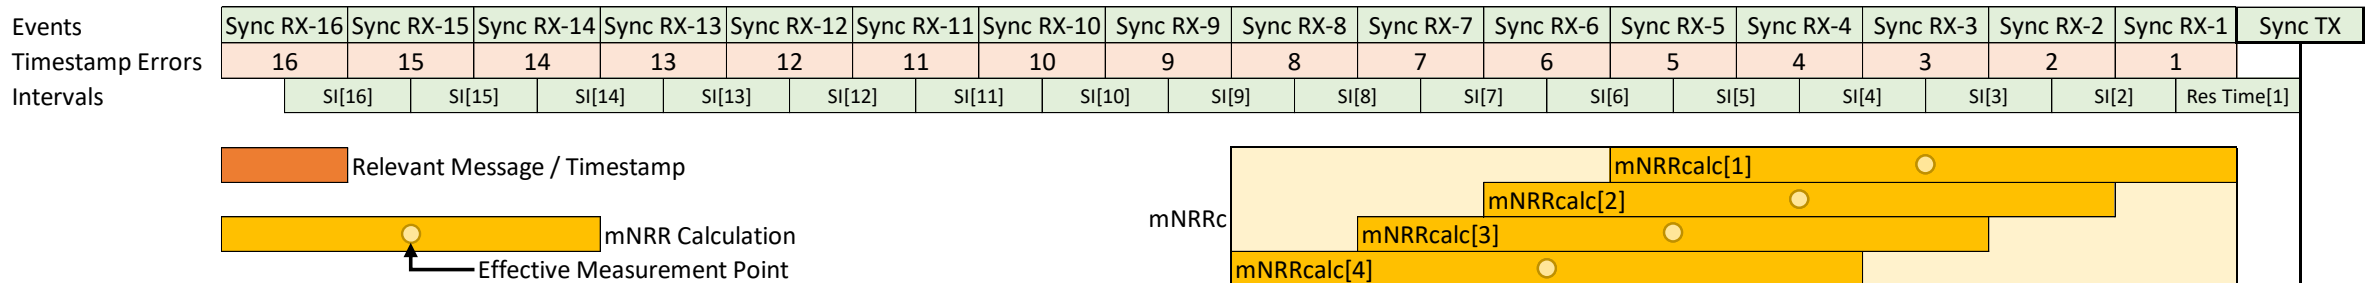 Events Sync RX-16 Sync RX-15 Sync RX-14 Sync RX-13 Sync RX-12 Sync RX-11 Sync RX-10 Sync RX-9 Sync RX-8 Sync RX-7 Sync RX-6 Sync RX-5 Sync RX-4 Sync RX-3 Sync RX-2 Sync RX-1 Sync TX
Timestamp Errors 16 15 14 13 12 11 10 9 8 7 6 5 4 3 2 1
Intervals SI[16] SI[15] SI[14] SI[13] SI[12] SI[11] SI[10] SI[9] SI[8] SI[7] SI[6] SI[5] SI[4] SI[3] SI[2] Res Time[1]
Relevant Message / Timestamp
mNRR Calculation
Effective Measurement Point
mNRRc
mNRRcalc[1]
mNRRcalc[2]
mNRRcalc[3]
mNRRcalc[4]